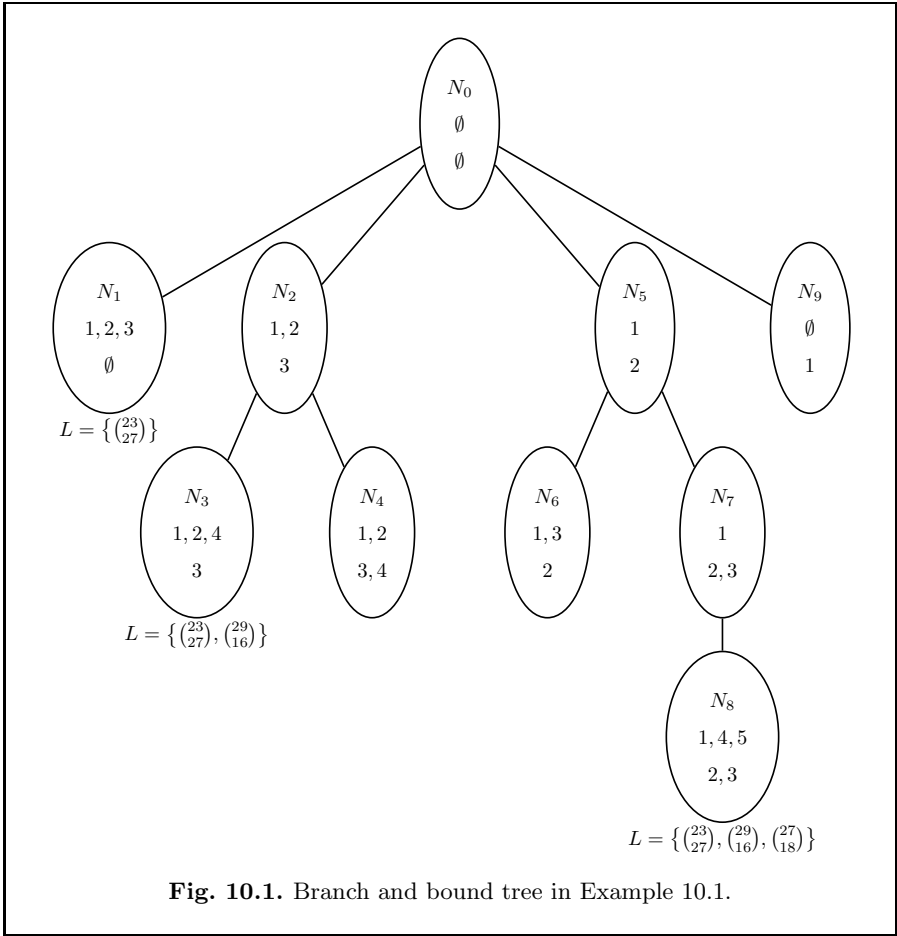 N₀
∅
∅
N₁
1, 2, 3
∅
L = {(23 27)}
N₂
1, 2
3
N₅
1
2
N₉
∅
1
N₃
1, 2, 4
3
L = {(23 27), (29 16)}
N₄
1, 2
3, 4
N₆
1, 3
2
N₇
1
2, 3
N₈
1, 4, 5
2, 3
L = {(23 27), (29 16), (27 18)}
Fig. 10.1. Branch and bound tree in Example 10.1.